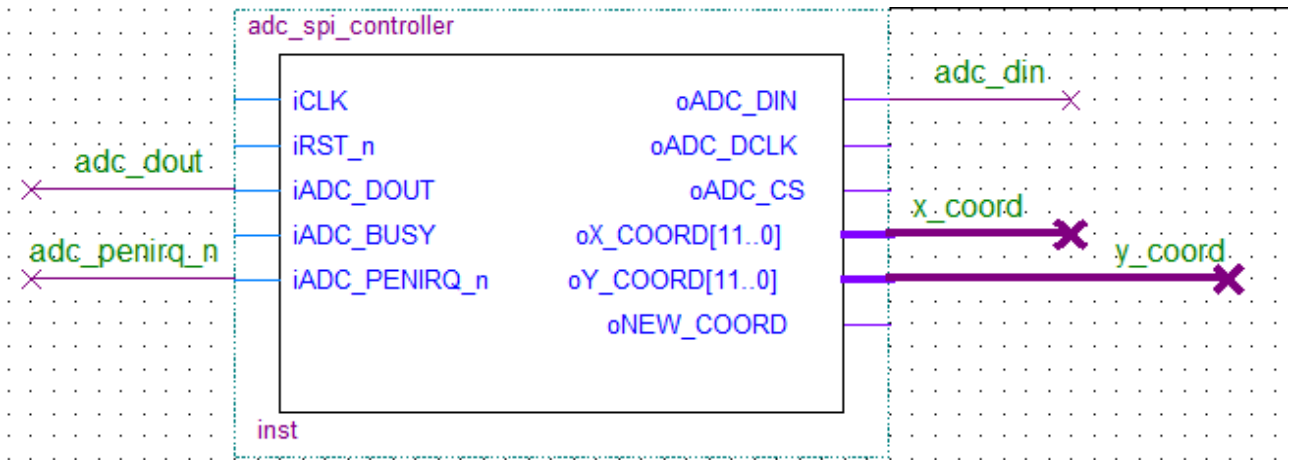 adc_spi_controller
adc_din
iCLK oADC_DIN
iRST_n oADC_DCLK
adc_dout
iADC_DOUT oADC_CS
x_coord
iADC_BUSY oX_COORD[11..0]
adc_penirq_n y_coord
iADC_PENIRQ_n oY_COORD[11..0]
oNEW_COORD
inst